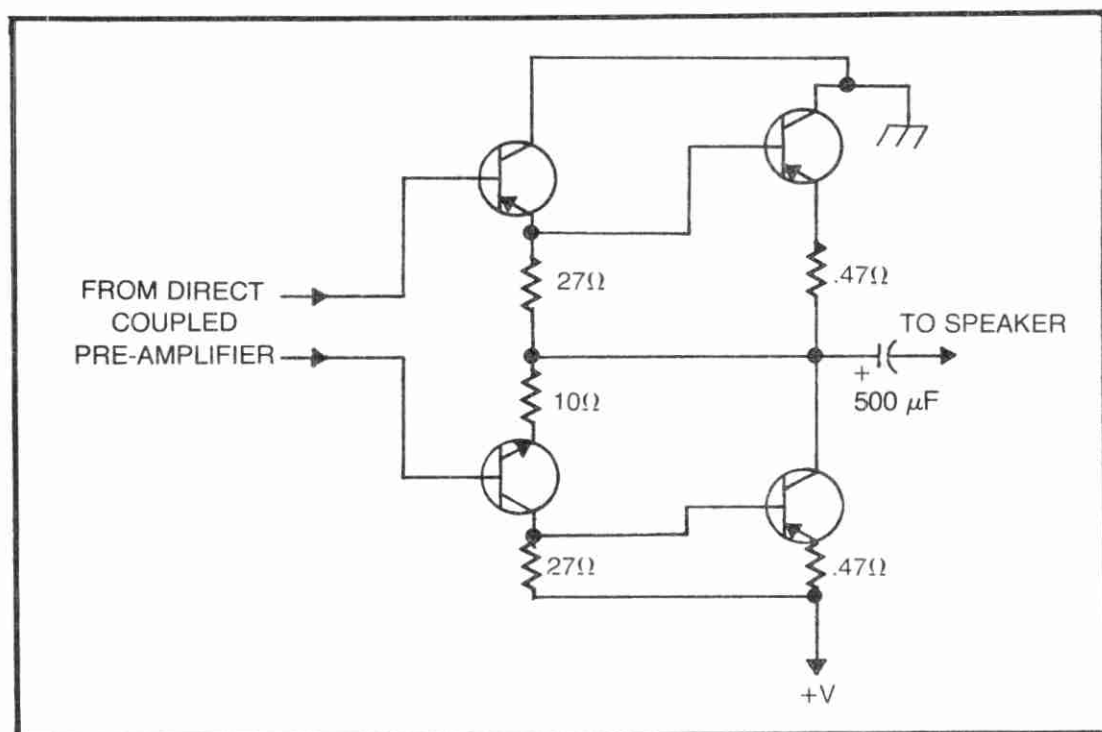 27Ω
.47Ω
FROM DIRECT
COUPLED
PRE-AMPLIFIER
TO SPEAKER
+
500 µF
10Ω
27Ω
.47Ω
+V